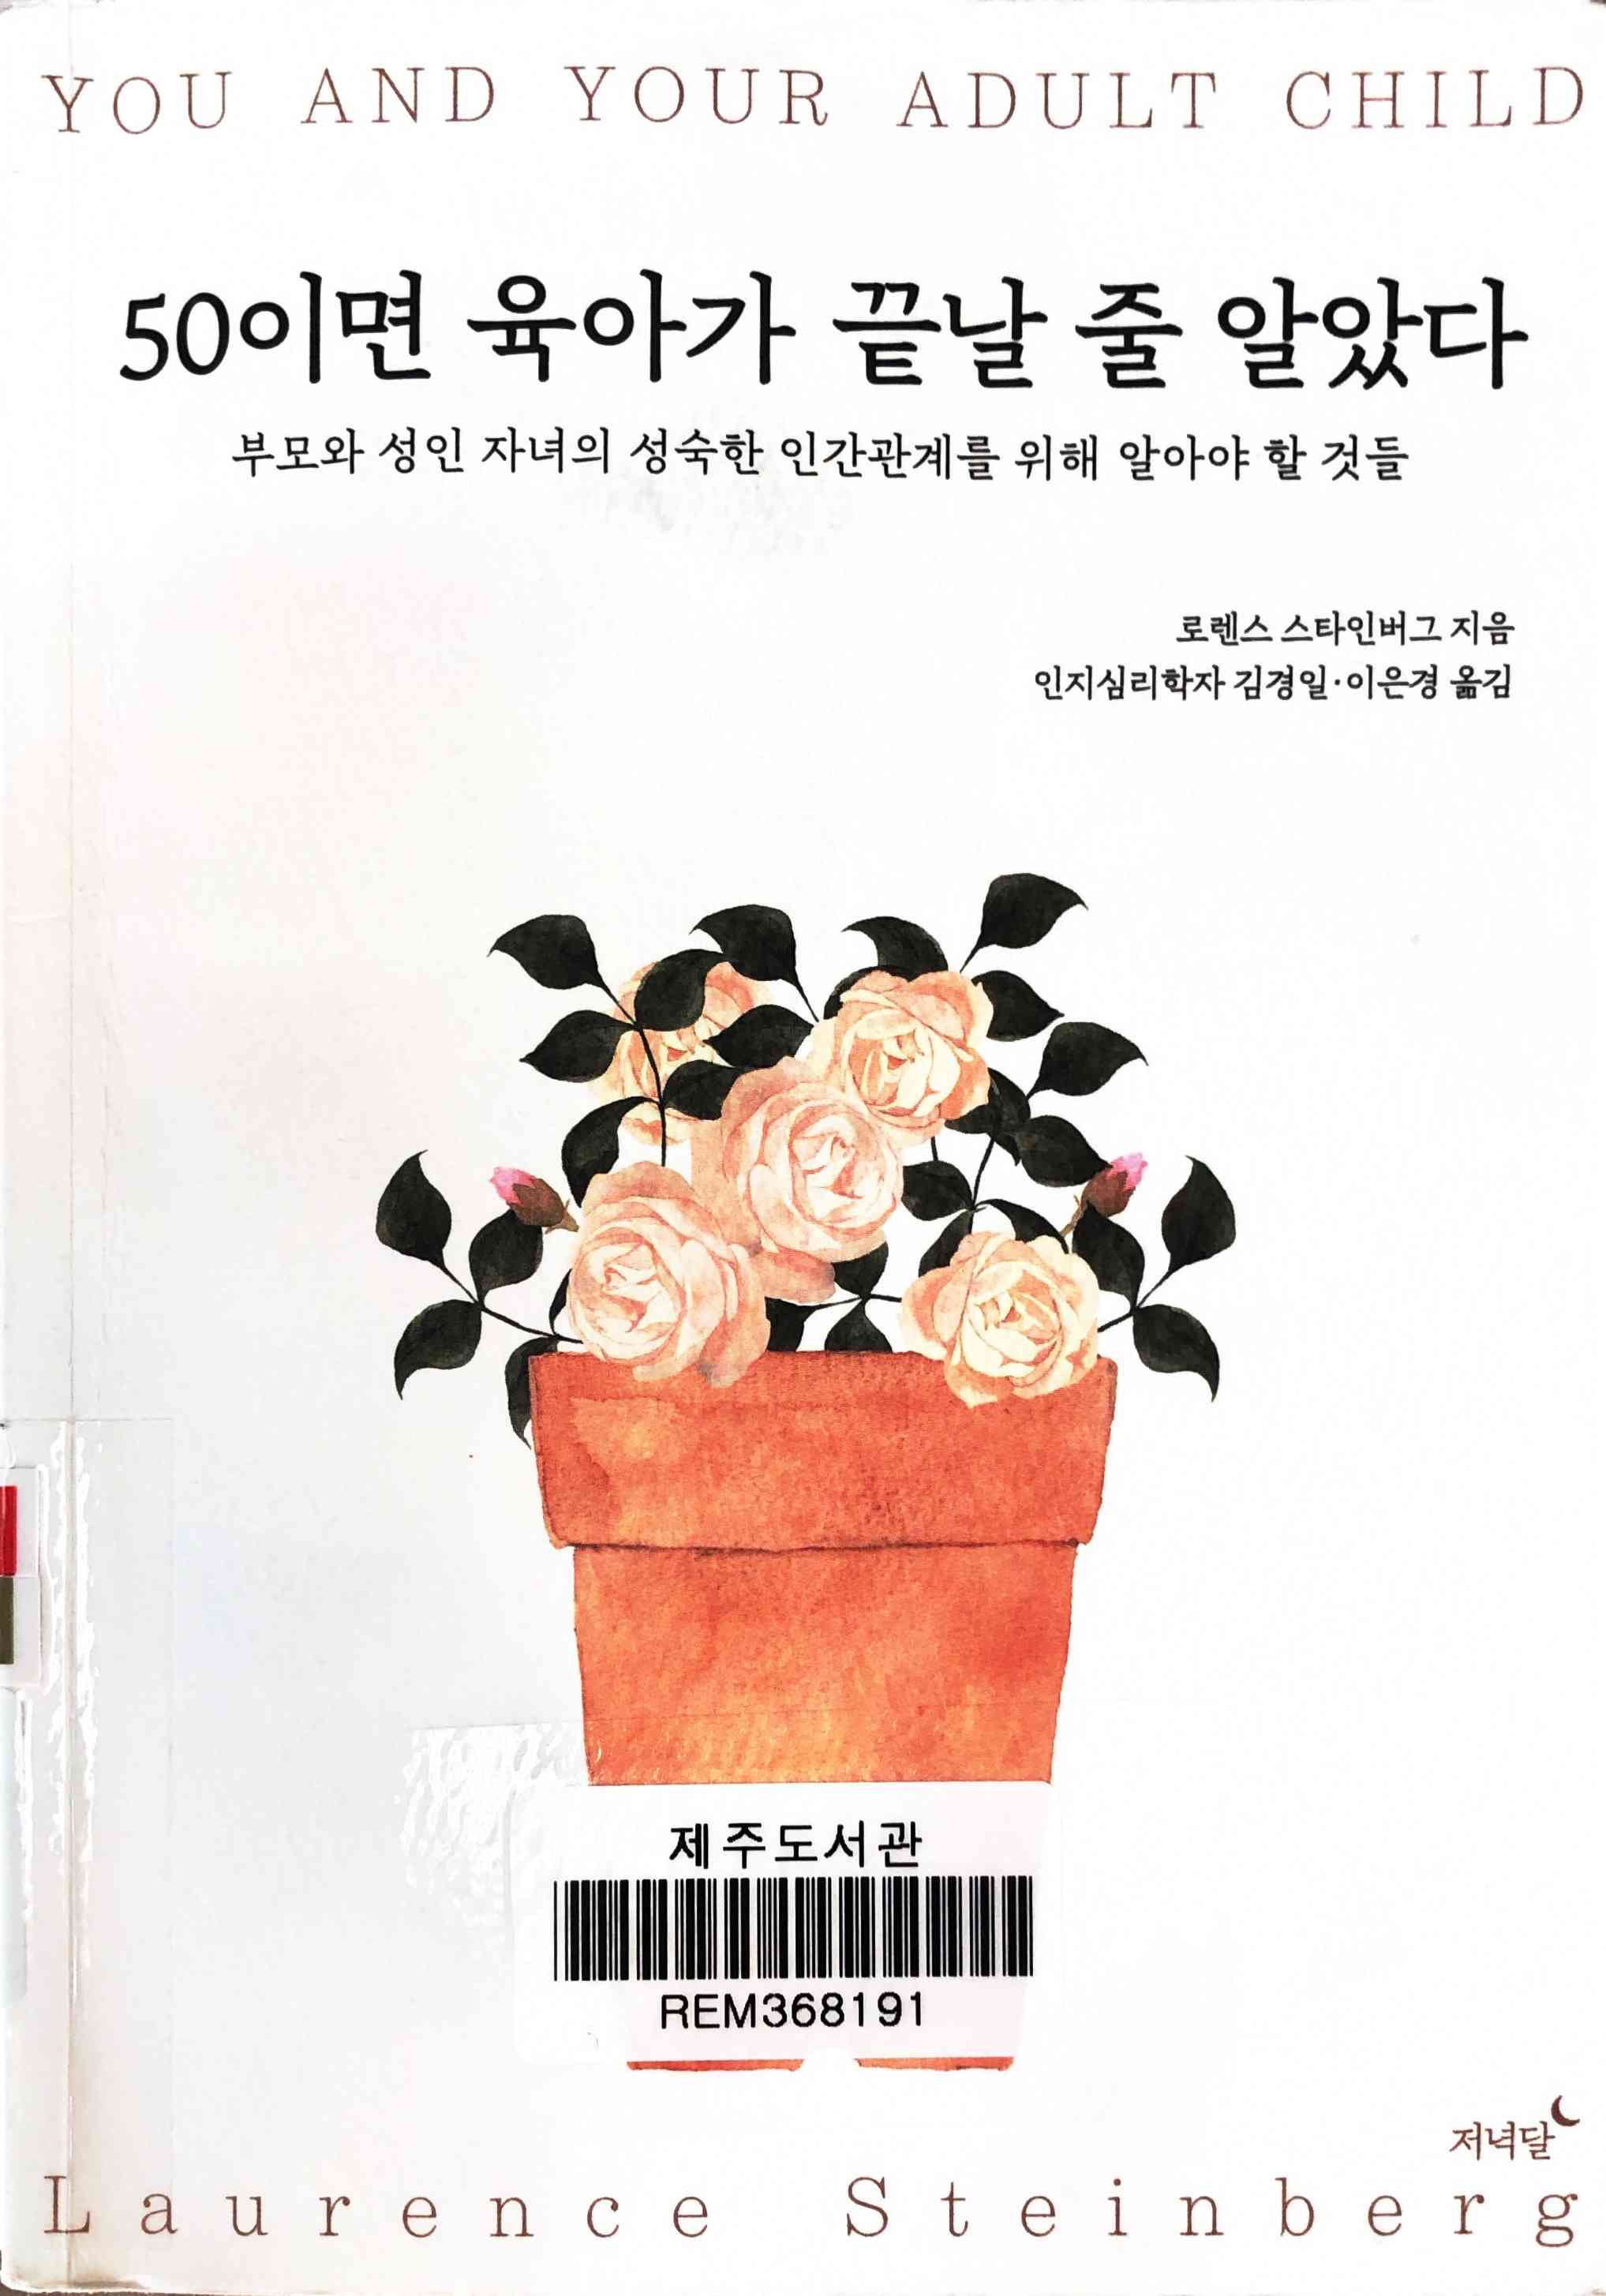 YOU AND YOUR ADULT CHILD
50이면 육아가 끝날 줄 알았다
부모와 성인 자녀의 성숙한 인간관계를 위해 알아야 할 것들
로렌스 스타인버그 지음
인지심리학자 김경일·이은경 옮김
제주도서관
REM368191
저녁달
Laurence Steinberg